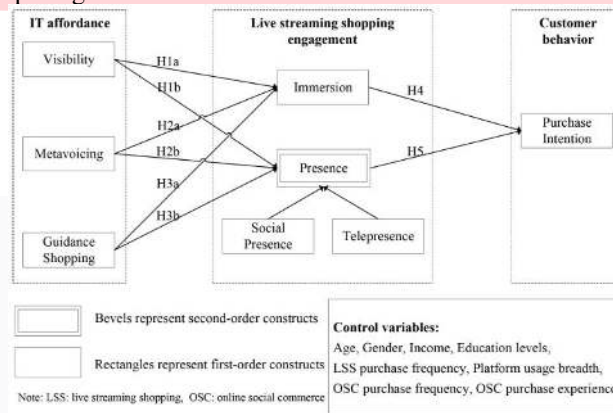 IT affordance
Live streaming shopping
engagement
Customer
behavior
Visibility
H1a
H1b
Immersion
H4
H2a
Metavoicing
H2b
Purchase
Intention
H3a
Presence
H5
H3b
Guidance
Shopping
Social
Presence
Telepresence
Bevels represent second-order constructs
Rectangles represent first-order constructs
Note: LSS: live streaming shopping, OSC: online social commerce
Control variables:
Age, Gender, Income, Education levels,
LSS purchase frequency, Platform usage breadth,
OSC purchase frequency, OSC purchase experience